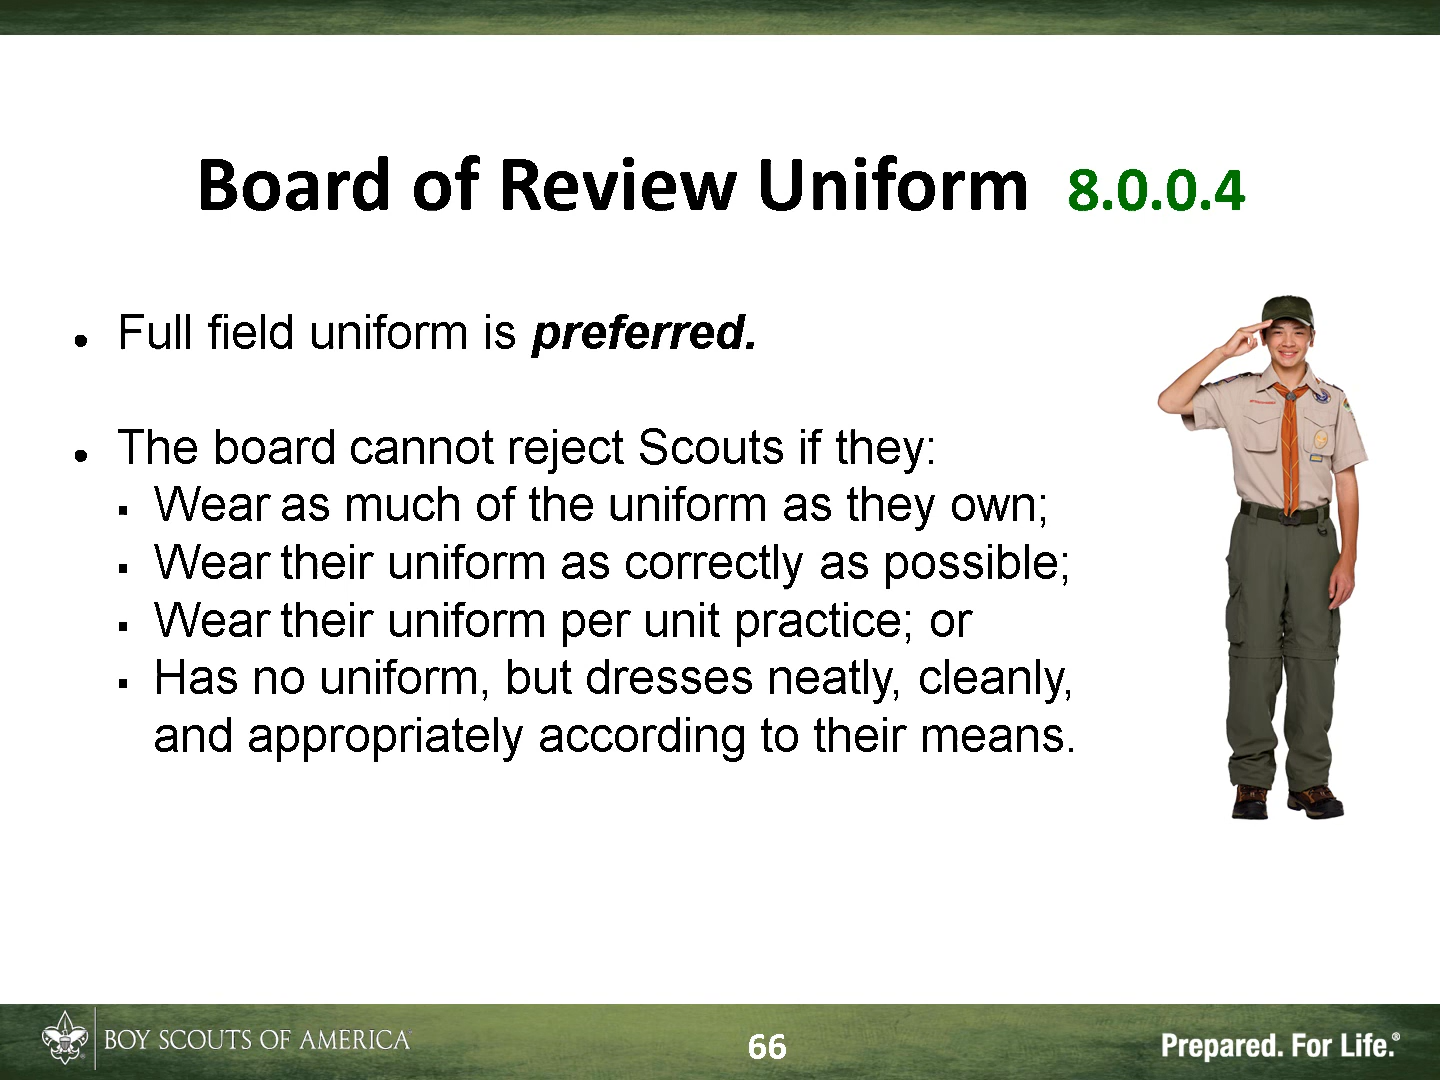 Board of Review Uniform 8.0.0.4
● Full field uniform is preferred.
● The board cannot reject Scouts if they:
▪ Wear as much of the uniform as they own;
▪ Wear their uniform as correctly as possible;
▪ Wear their uniform per unit practice; or
▪ Has no uniform, but dresses neatly, cleanly,
and appropriately according to their means.
BOY SCOUTS OF AMERICA
66
Prepared. For Life.®